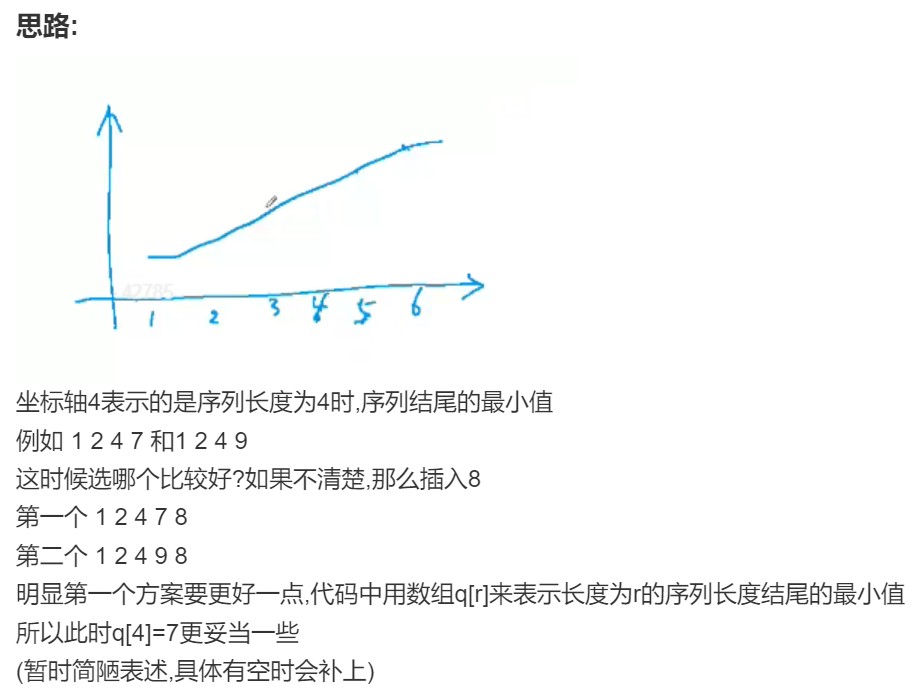 思路:
42785
1 2 3 4 5 6
坐标轴4表示的是序列长度为4时,序列结尾的最小值
例如 1 2 4 7 和1 2 4 9
这时候选哪个比较好?如果不清楚,那么插入8
第一个 1 2 4 7 8
第二个 1 2 4 9 8
明显第一个方案要更好一点,代码中用数组q[r]来表示长度为r的序列长度结尾的最小值
所以此时q[4]=7更妥当一些
(暂时简陋表述,具体有空时会补上)